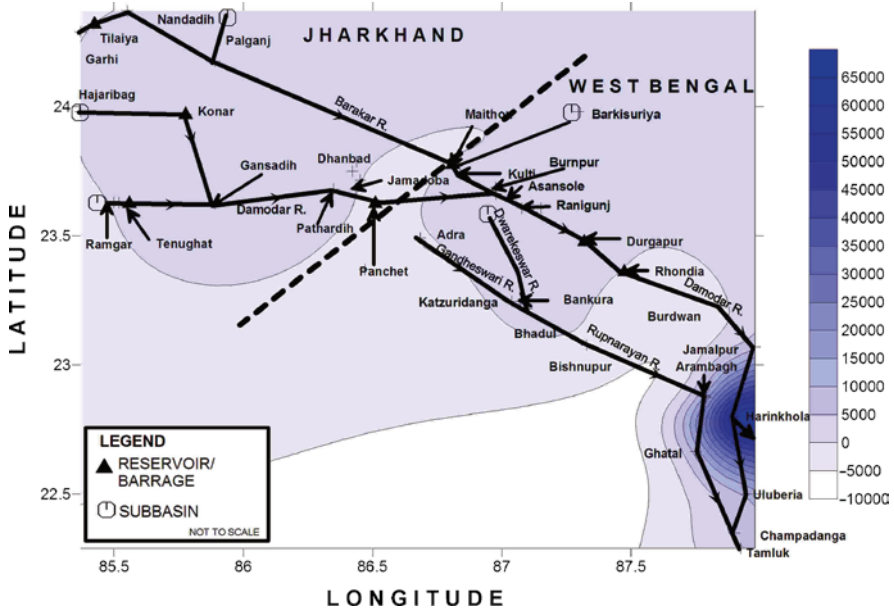 Nandadih
Palganj
Tilaiya
Garhi
JHARKHAND
WEST BENGAL
Hajaribag
Konar
Barakar R.
Maithon
Barkisuriya
Dhanbad
Gansadih
Jamadoba
Kulti
Burnpur
Asansole
Ranigunj
Damodar R.
Pathardih
Ramgar
Tenughat
Panchet
Adra
Gandheswari R.
Dwarekeswar R.
Durgapur
Rhondia
Damodar R.
Katzuridanga
Bankura
Burdwan
Bhadul
Rupnarayan R.
Bishnupur
Jamalpur
Arambagh
Harinkhola
Ghatal
Uluberia
Champadanga
Tamluk
LEGEND
RESERVOIR/
BARRAGE
SUBBASIN
NOT TO SCALE
LATITUDE
24
23.5
23
22.5
85.5
86
86.5
87
87.5
LONGITUDE
65000
60000
55000
50000
45000
40000
35000
30000
25000
20000
15000
10000
5000
0
−5000
−10000